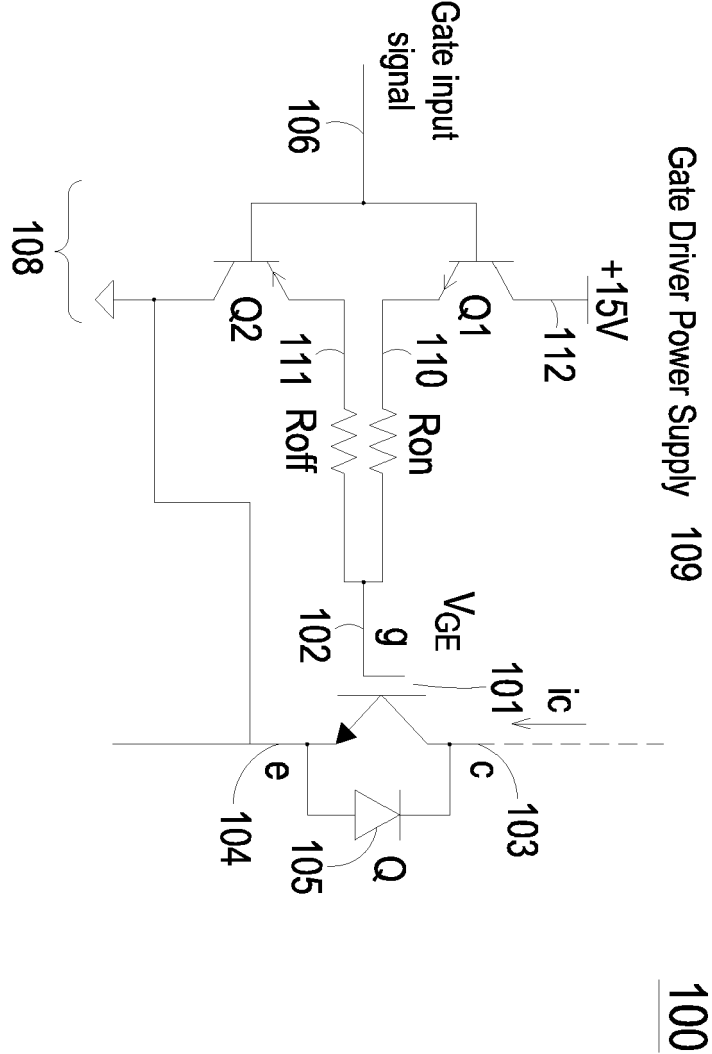 Gate Driver Power Supply 109
100
+15V
112
ic
103
101
c
Q1
VGE
Gate input
signal
110
Ron
g
Q
106
102
111
Roff
105
e
Q2
104
108